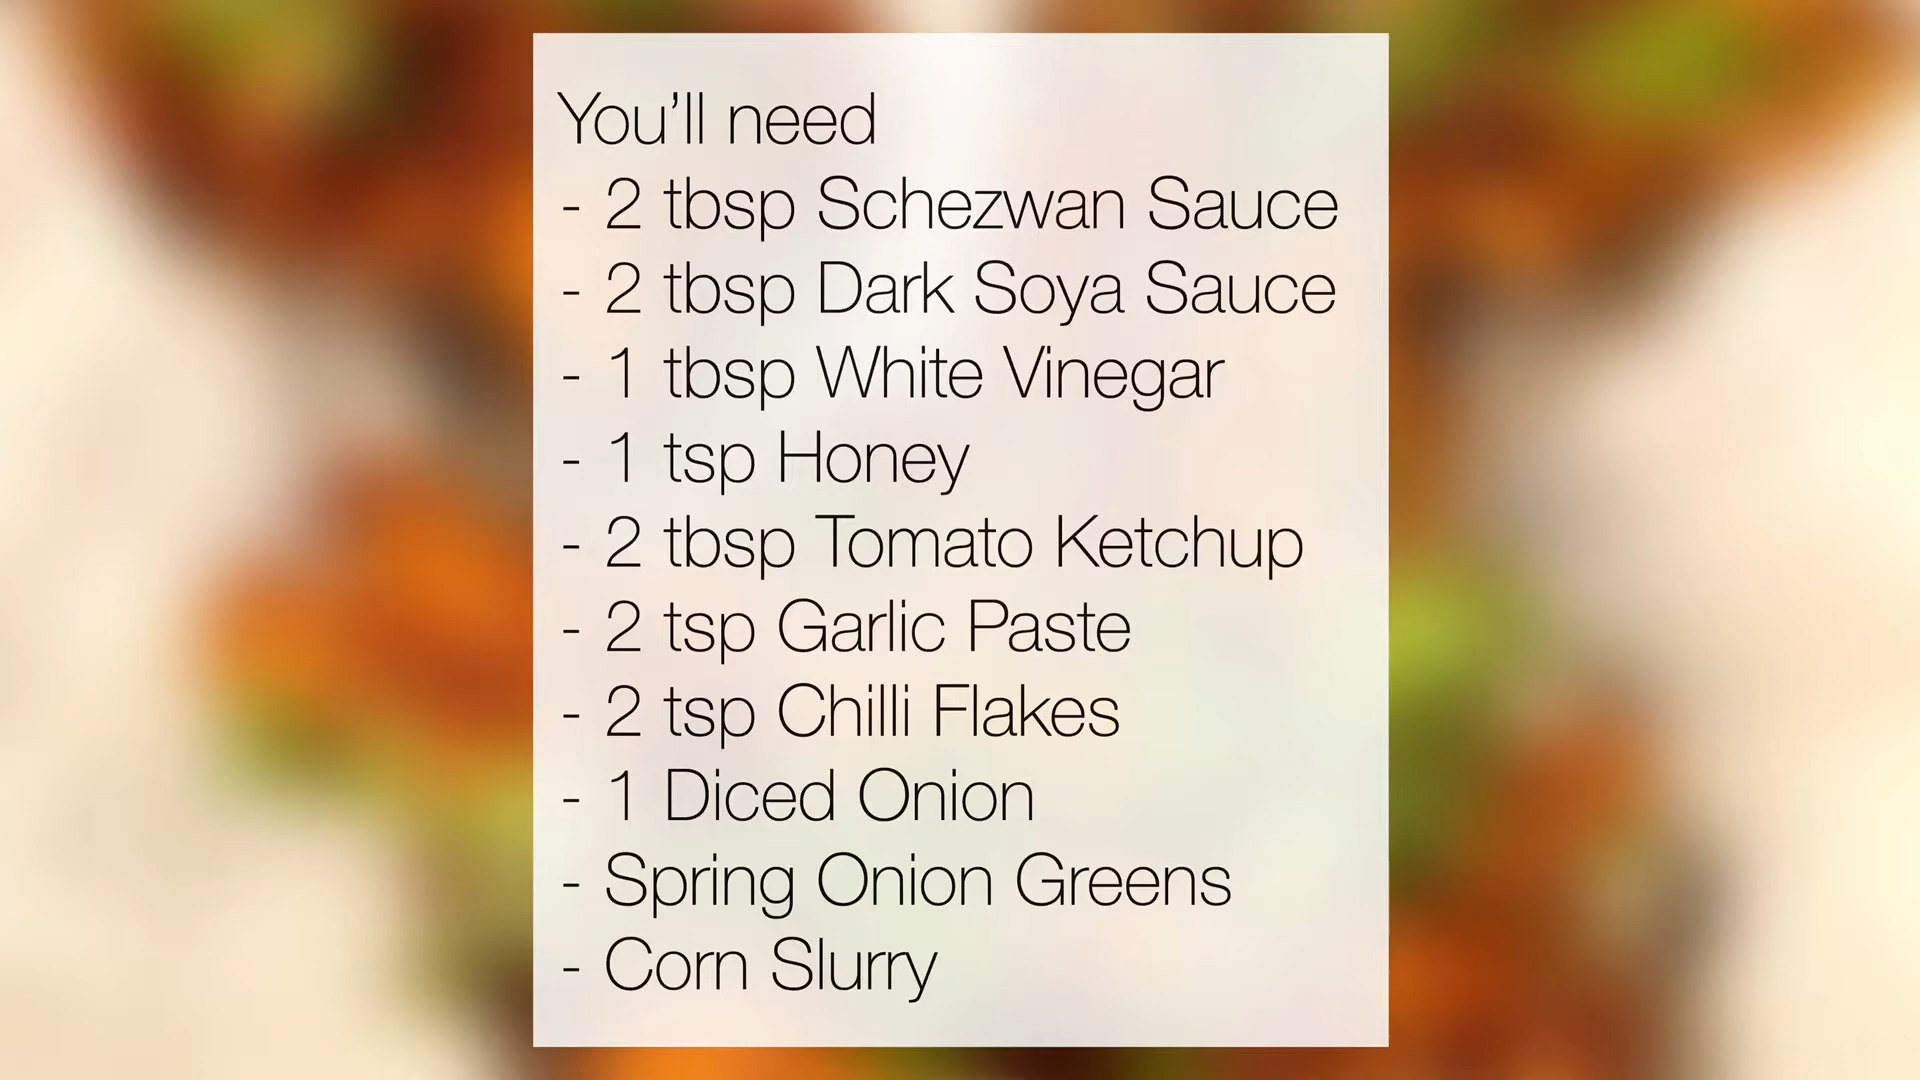 You'll need
- 2 tbsp Schezwan Sauce
- 2 tbsp Dark Soya Sauce
- 1 tbsp White Vinegar
- 1 tsp Honey
- 2 tbsp Tomato Ketchup
- 2 tsp Garlic Paste
- 2 tsp Chilli Flakes
- 1 Diced Onion
- Spring Onion Greens
- Corn Slurry